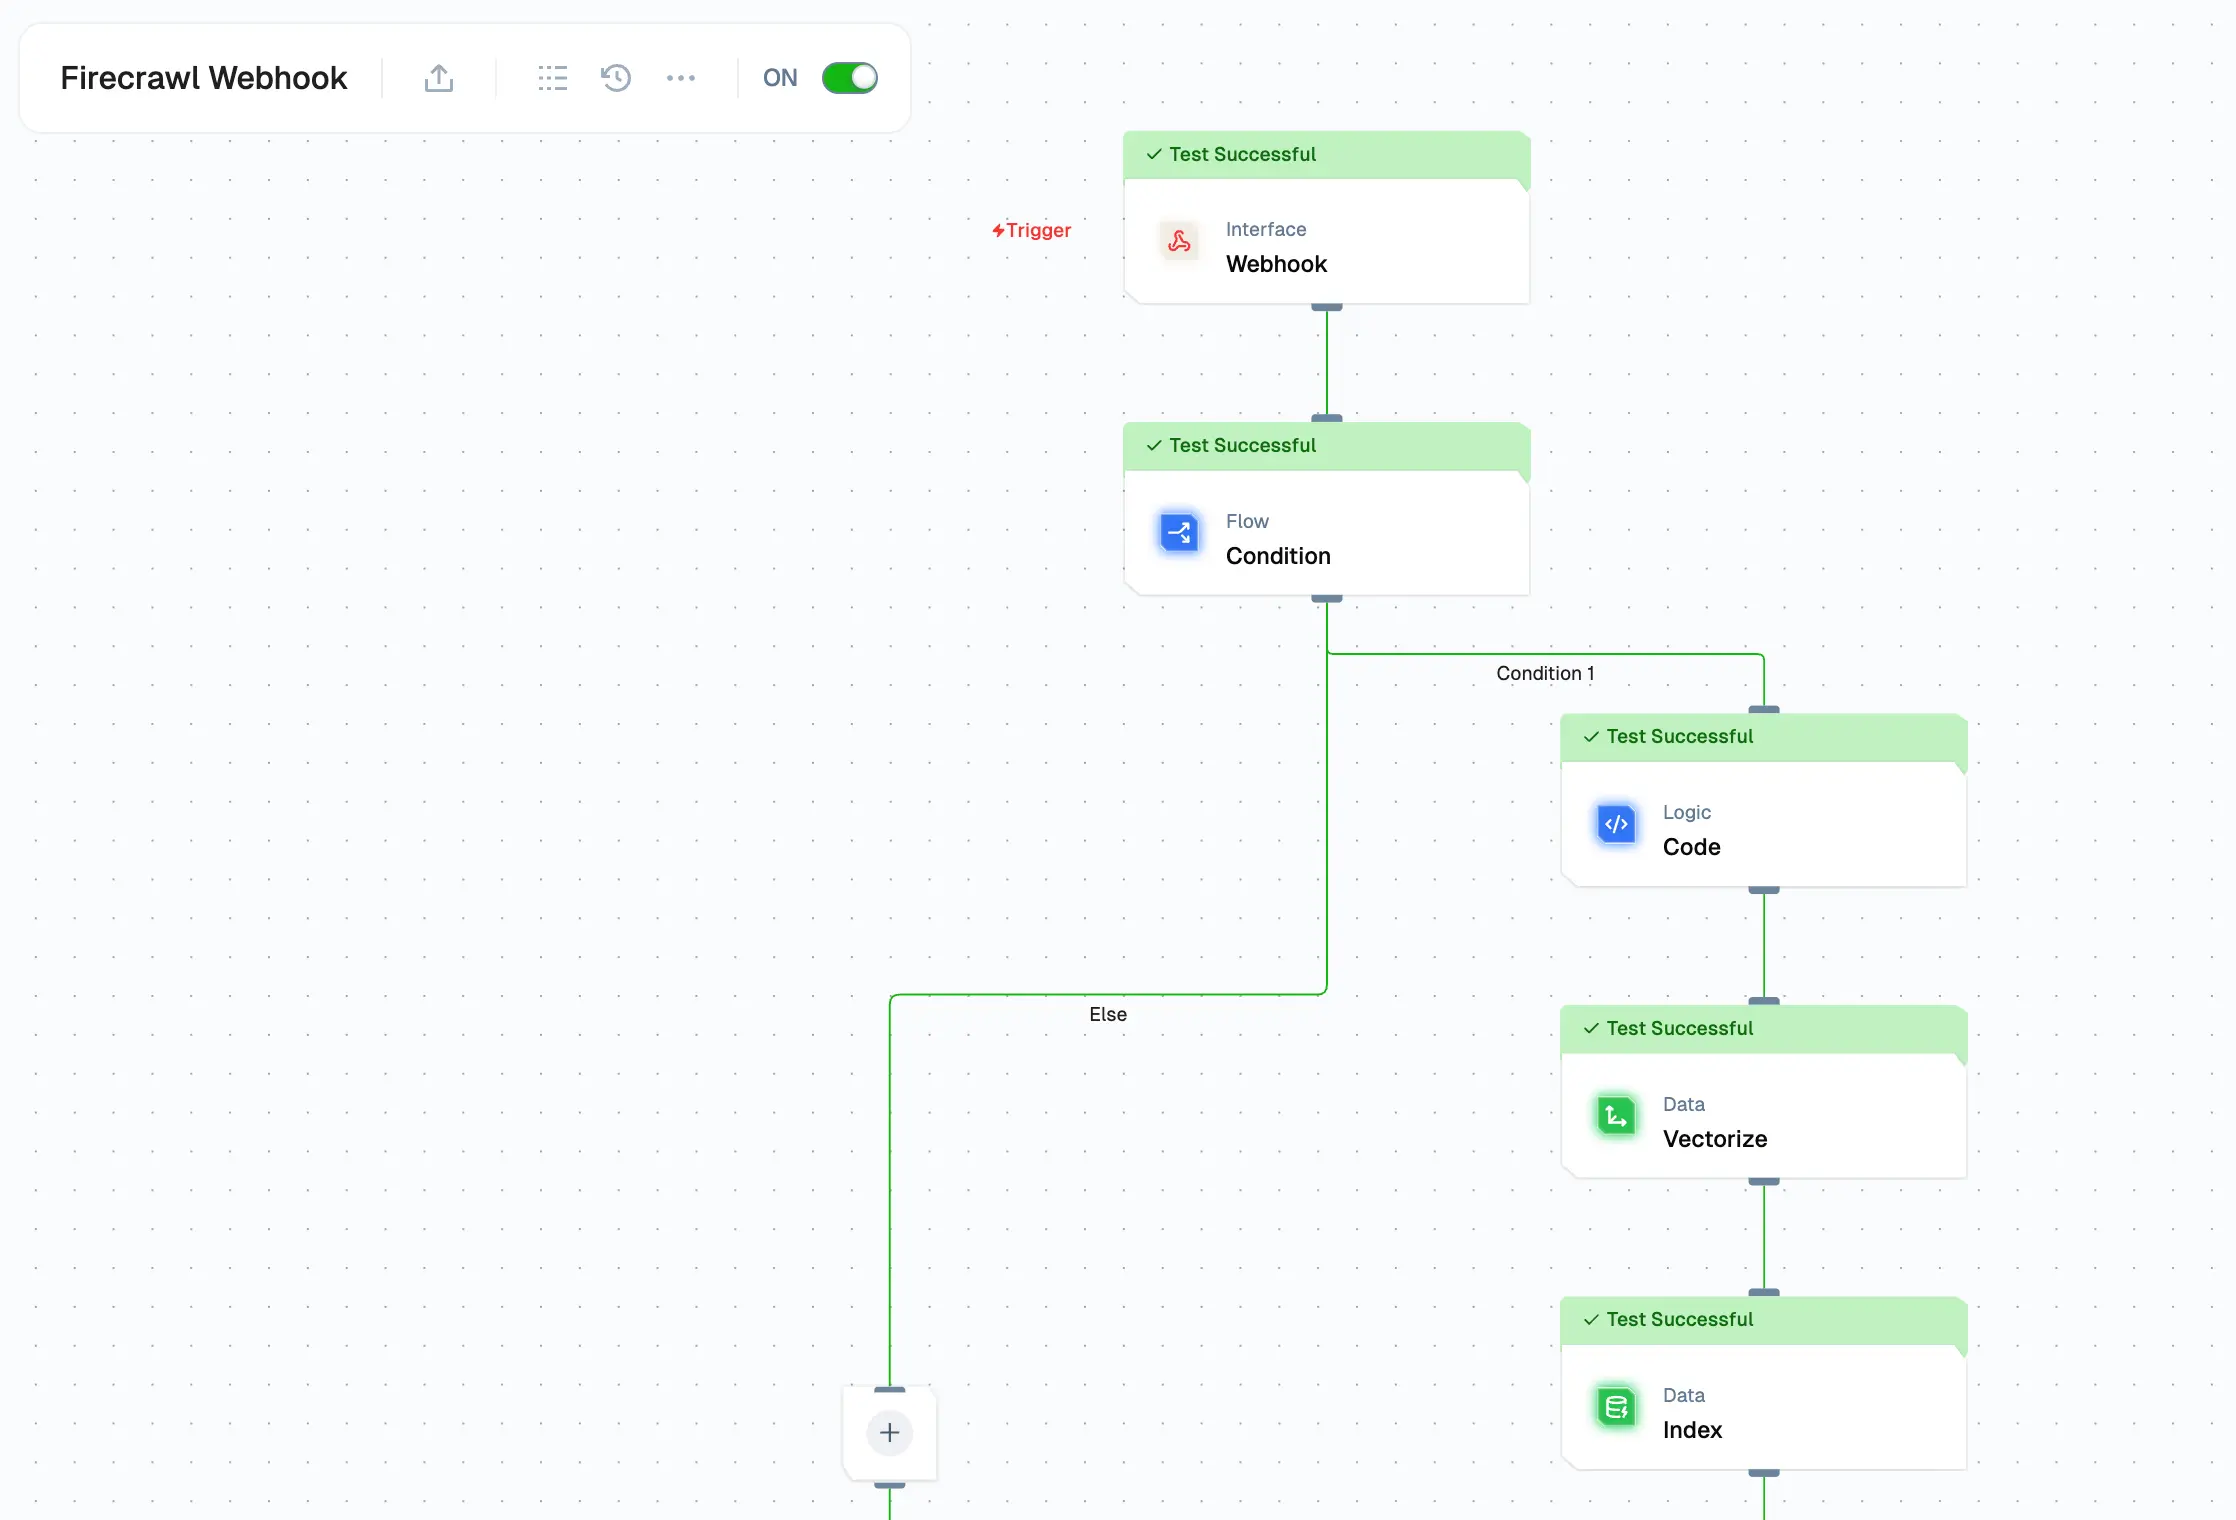 Firecrawl Webhook
ON
Test Successful
Trigger
Interface
Webhook
Test Successful
Flow
Condition
Condition 1
Test Successful
Logic
Code
Else
Test Successful
Data
Vectorize
Test Successful
Data
Index